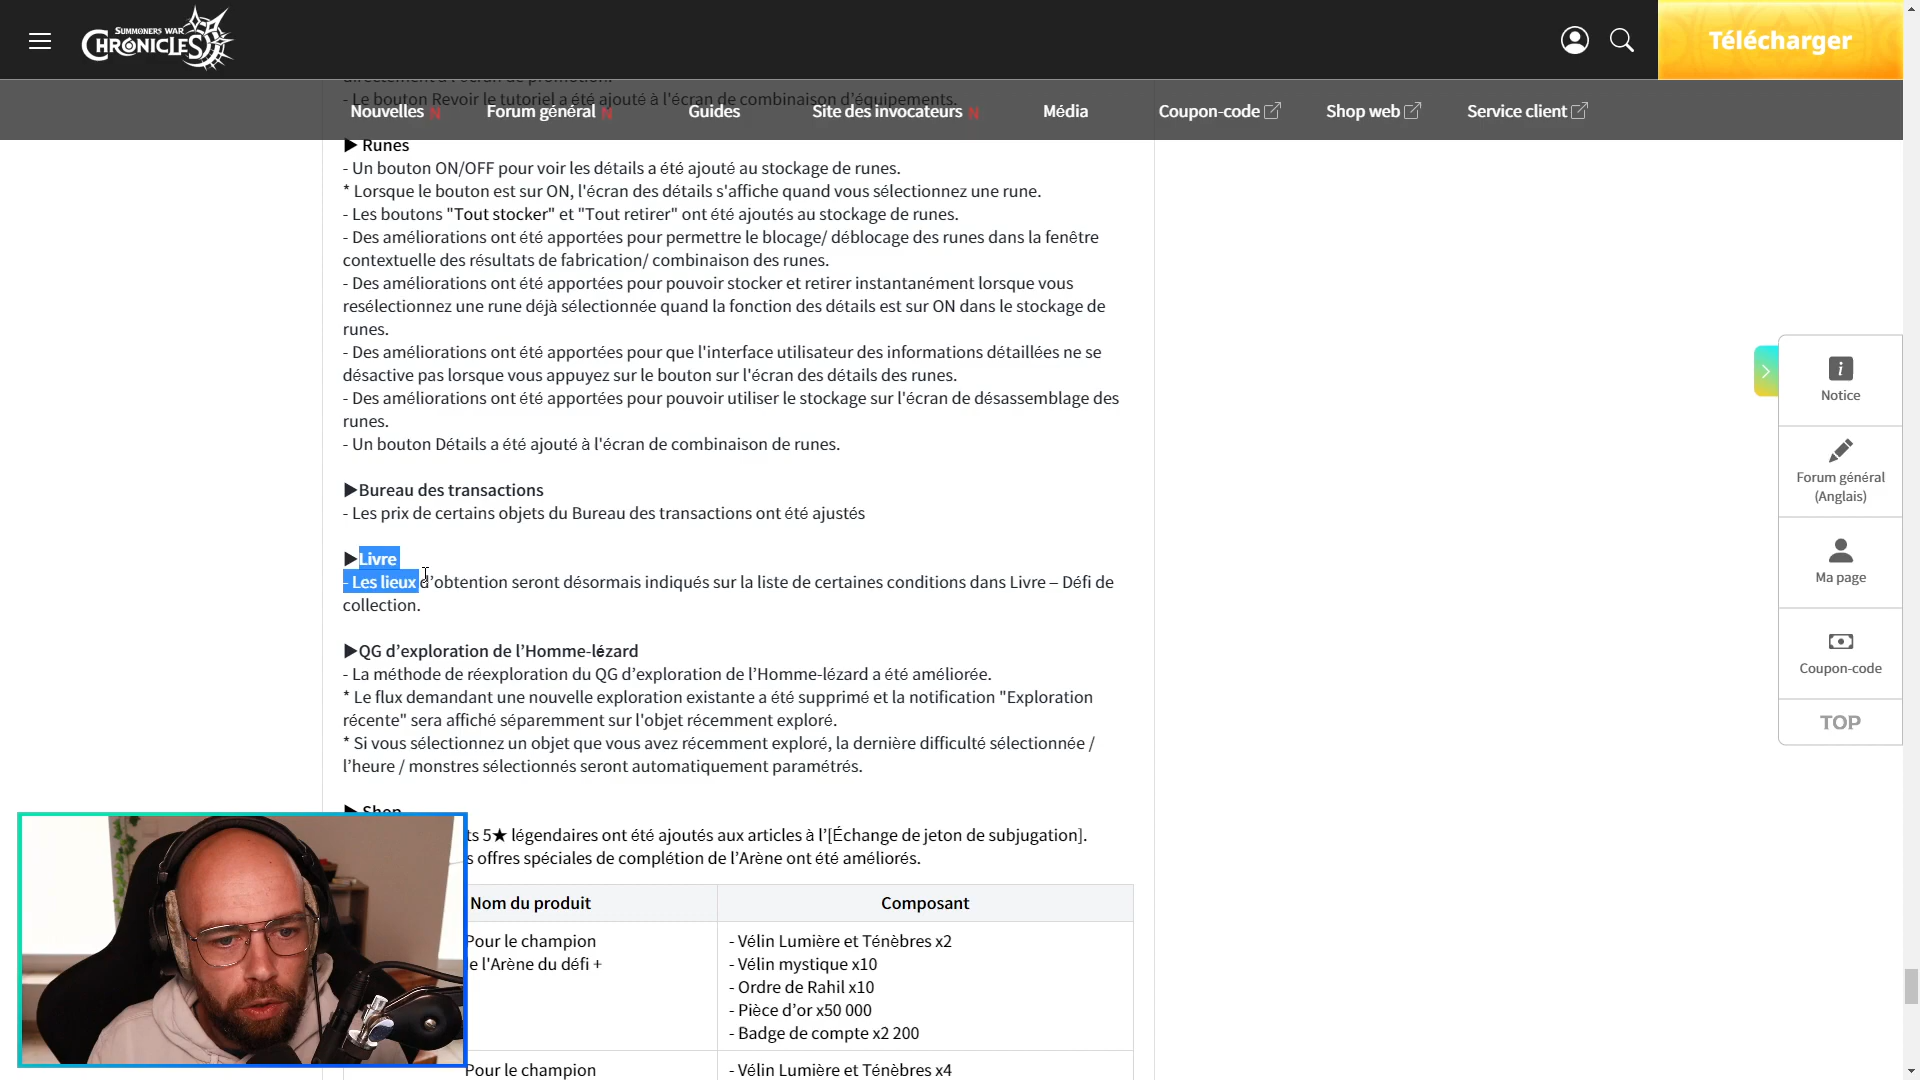 SUMMONERS WAR
CHRONICLES
Télécharger
- Le bouton Revoir le tutoriel a été ajouté à l'écran de combinaison d'équipements.
Nouvelles N
Forum général N
Guides
Site des invocateurs N
Média
Coupon-code
Shop web
Service client
▶ Runes
- Un bouton ON/OFF pour voir les détails a été ajouté au stockage de runes.
* Lorsque le bouton est sur ON, l'écran des détails s'affiche quand vous sélectionnez une rune.
- Les boutons "Tout stocker" et "Tout retirer" ont été ajoutés au stockage de runes.
- Des améliorations ont été apportées pour permettre le blocage/ déblocage des runes dans la fenêtre
contextuelle des résultats de fabrication/ combinaison des runes.
- Des améliorations ont été apportées pour pouvoir stocker et retirer instantanément lorsque vous
resélectionnez une rune déjà sélectionnée quand la fonction des détails est sur ON dans le stockage de
runes.
- Des améliorations ont été apportées pour que l'interface utilisateur des informations détaillées ne se
désactive pas lorsque vous appuyez sur le bouton sur l'écran des détails des runes.
- Des améliorations ont été apportées pour pouvoir utiliser le stockage sur l'écran de désassemblage des
runes.
- Un bouton Détails a été ajouté à l'écran de combinaison de runes.
▶Bureau des transactions
- Les prix de certains objets du Bureau des transactions ont été ajustés
▶Livre
- Les lieux d'obtention seront désormais indiqués sur la liste de certaines conditions dans Livre – Défi de
collection.
▶QG d'exploration de l'Homme-lézard
- La méthode de réexploration du QG d'exploration de l'Homme-lézard a été améliorée.
* Le flux demandant une nouvelle exploration existante a été supprimé et la notification "Exploration
récente" sera affiché séparemment sur l'objet récemment exploré.
* Si vous sélectionnez un objet que vous avez récemment exploré, la dernière difficulté sélectionnée /
l'heure / monstres sélectionnés seront automatiquement paramétrés.
▶ Shop
ts 5★ légendaires ont été ajoutés aux articles à l'[Échange de jeton de subjugation].
s offres spéciales de complétion de l'Arène ont été améliorés.
Nom du produit
Composant
Pour le champion
e l'Arène du défi +
- Vélin Lumière et Ténèbres x2
- Vélin mystique x10
- Ordre de Rahil x10
- Pièce d'or x50 000
- Badge de compte x2 200
Pour le champion
- Vélin Lumière et Ténèbres x4
Notice
Forum général
(Anglais)
Ma page
Coupon-code
TOP